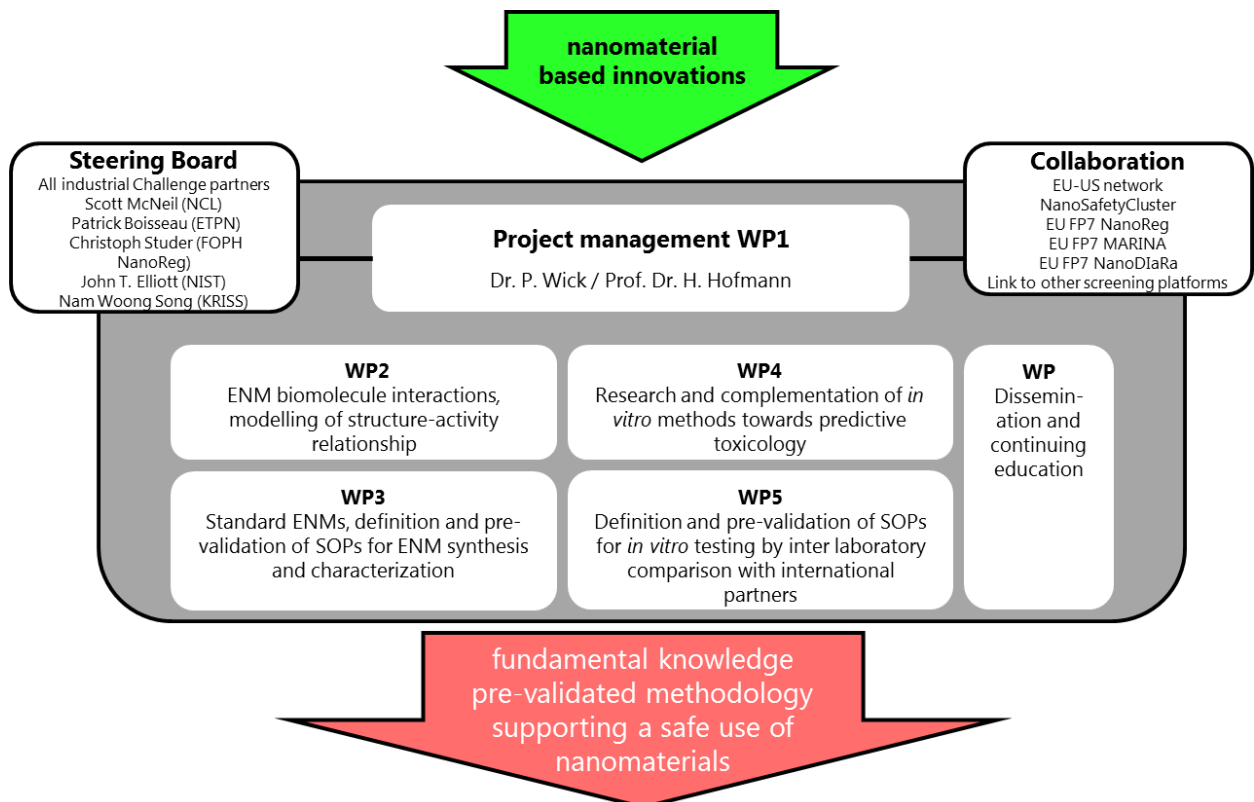 nanomaterial
based innovations
Steering Board
All industrial Challenge partners
Scott McNeil (NCL)
Patrick Boisseau (ETPN)
Christoph Studer (FOPH
NanoReg)
John T. Elliott (NIST)
Nam Woong Song (KRISS)
Collaboration
EU-US network
NanoSafetyCluster
EU FP7 NanoReg
EU FP7 MARINA
EU FP7 NanoDIaRa
Link to other screening platforms
Project management WP1
Dr. P. Wick / Prof. Dr. H. Hofmann
WP2
ENM biomolecule interactions,
modelling of structure-activity
relationship
WP4
Research and complementation of in
vitro methods towards predictive
toxicology
WP
Dissemin-
ation and
continuing
education
WP3
Standard ENMs, definition and pre-
validation of SOPs for ENM synthesis
and characterization
WP5
Definition and pre-validation of SOPs
for in vitro testing by inter laboratory
comparison with international
partners
fundamental knowledge
pre-validated methodology
supporting a safe use of
nanomaterials